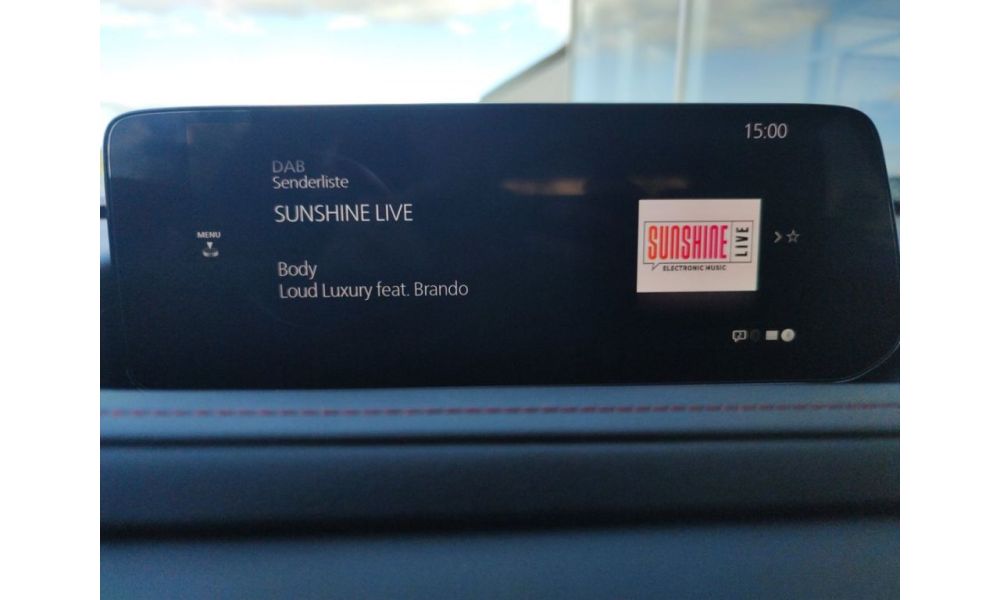 15:00
DAB
Senderliste
SUNSHINE LIVE
MENU
Body
Loud Luxury feat. Brando
SUNSHINE LIVE
ELECTRONIC MUSIC